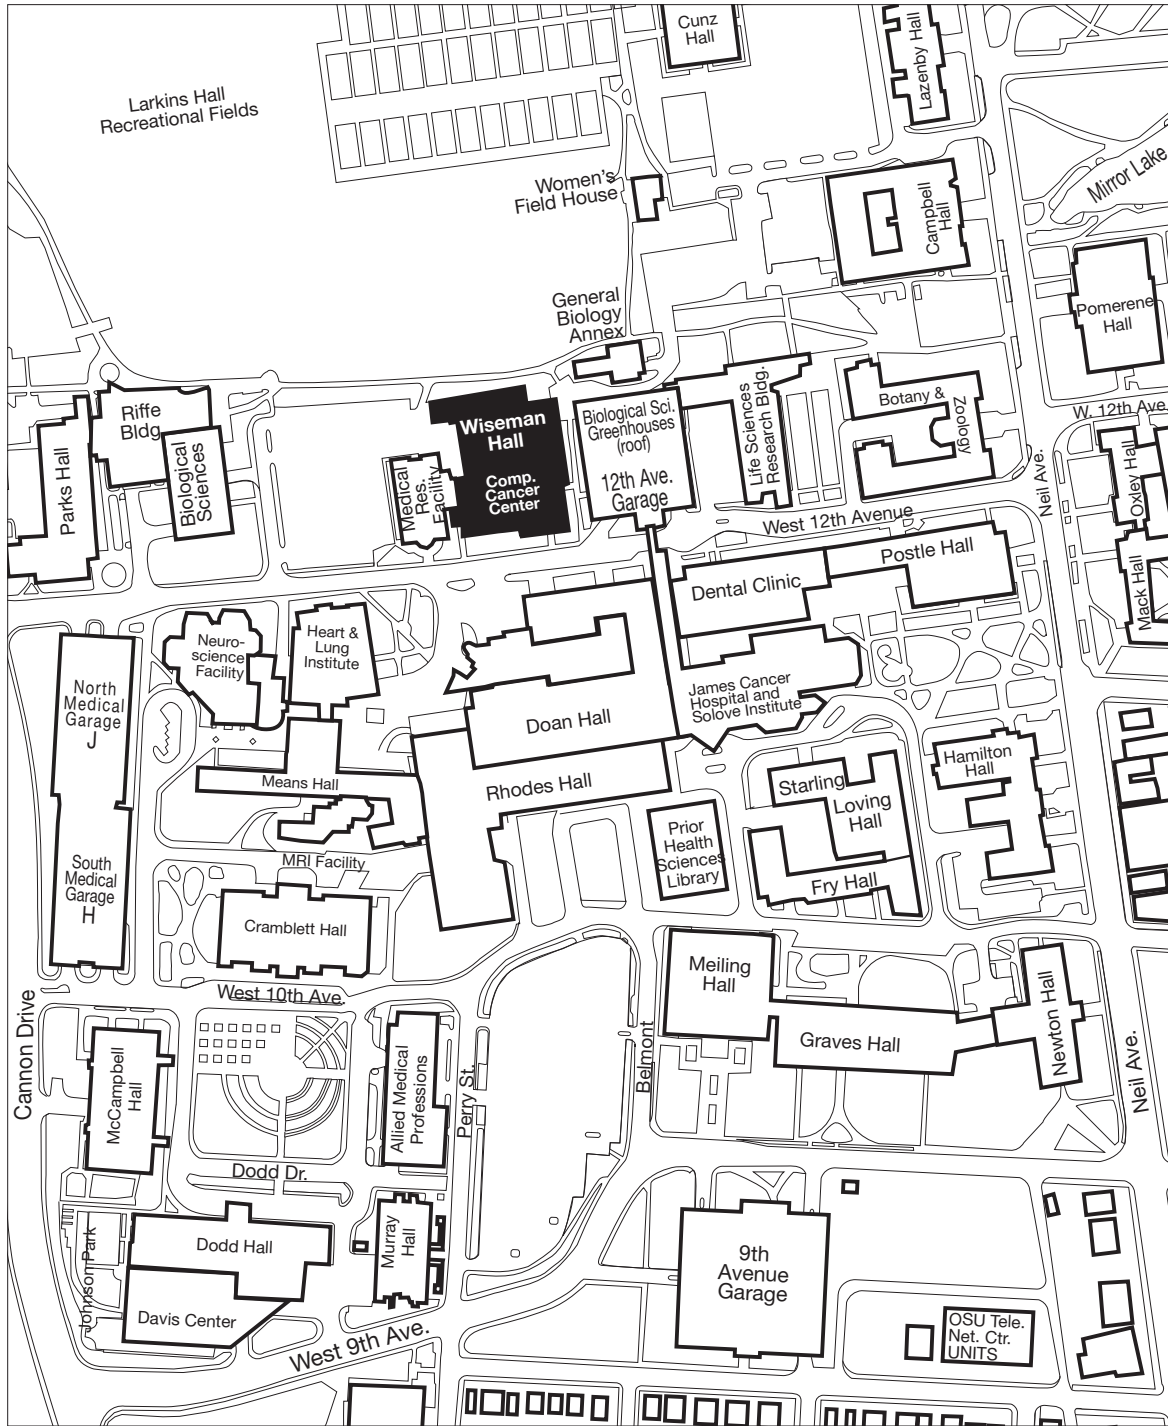 Cunz
Hall
Lazenby Hall
Larkins Hall
Recreational Fields
Mirror Lake
Women's
Field House
Campbell
Hall
General
Biology
Annex
Pomerene
Hall
Riffe
Bldg.
Parks Hall
Biological
Sciences
Medical
Res.
Facility
Wiseman
Hall
Comp.
Cancer
Center
Biological Sci.
Greenhouses
(roof)
12th Ave.
Garage
Life Sciences
Research Bldg.
Botany &
Zoology
W. 12th Ave.
Neil Ave.
Oxley Hall
Mack Hall
West 12th Avenue
Postle Hall
Dental Clinic
Neuro-
science
Facility
Heart &
Lung
Institute
North
Medical
Garage
J
James Cancer
Hospital and
Solove Institute
Doan Hall
Means Hall
Rhodes Hall
Hamilton
Hall
Starling
Loving
Hall
Prior
Health
Sciences
Library
MRI Facility
South
Medical
Garage
H
Fry Hall
Cramblett Hall
Meiling
Hall
West 10th Ave.
Graves Hall
Newton Hall
Cannon Drive
McCampbell
Hall
Allied Medical
Professions
Perry St.
Belmont
Neil Ave.
Dodd Dr.
Johnson Park
Dodd Hall
Murray
Hall
9th
Avenue
Garage
Davis Center
West 9th Ave.
OSU Tele.
Net. Ctr.
UNITS